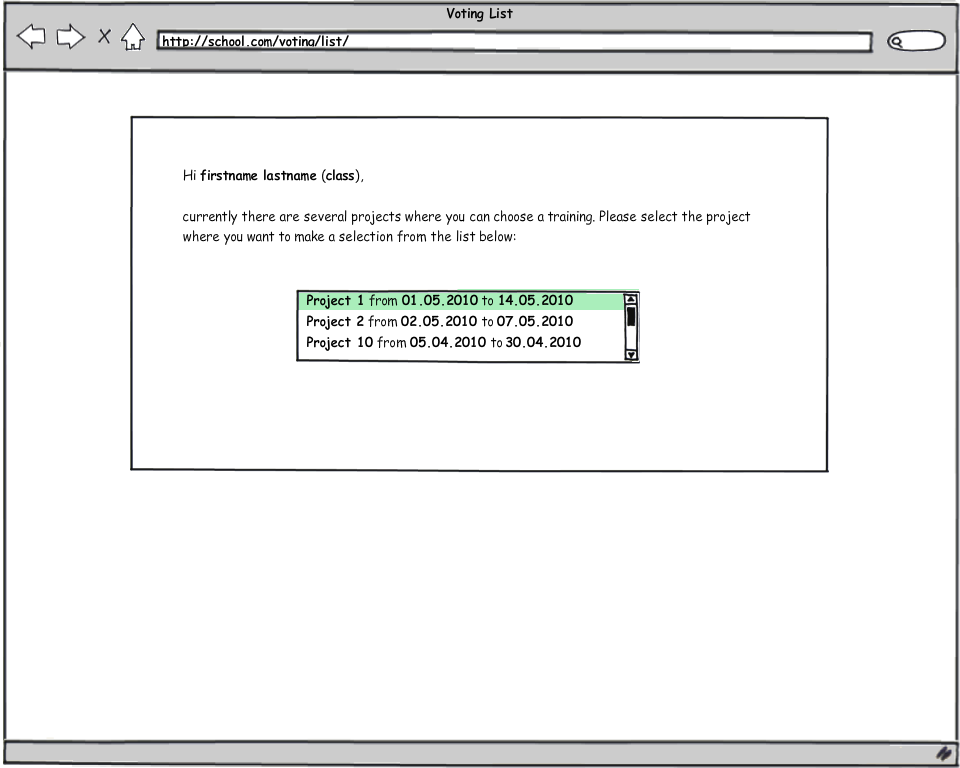 Voting List
http://school.com/voting/list/
Hi firstname lastname (class),
currently there are several projects where you can choose a training. Please select the project
where you want to make a selection from the list below:
Project 1 from 01.05.2010 to 14.05.2010
Project 2 from 02.05.2010 to 07.05.2010
Project 10 from 05.04.2010 to 30.04.2010